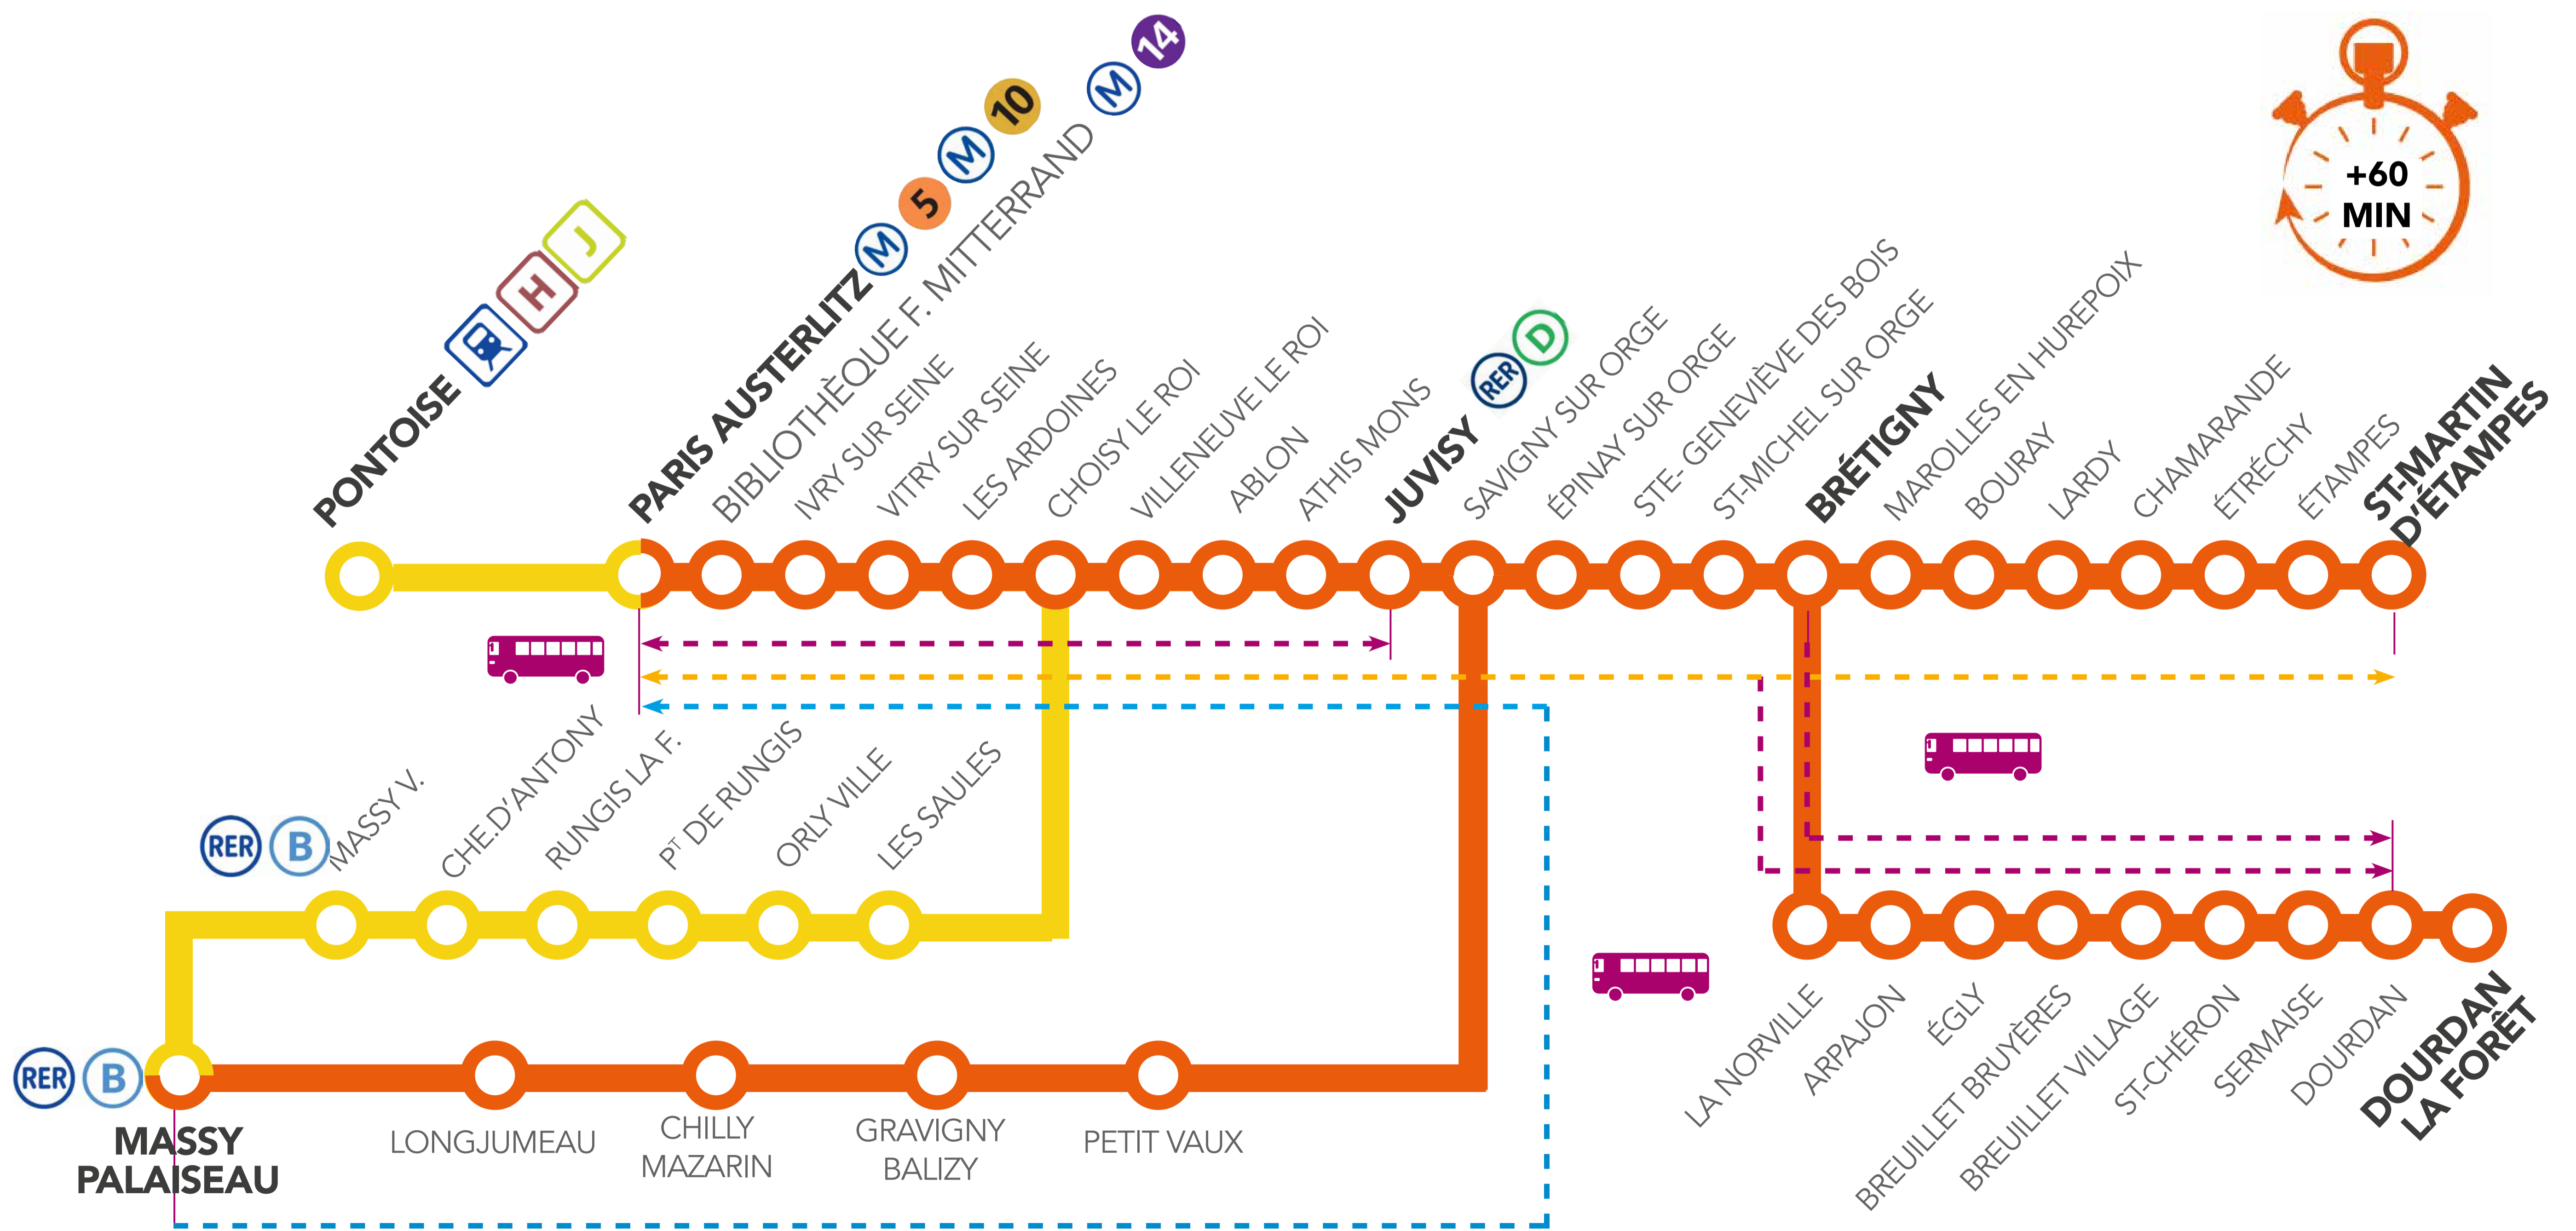 +60
MIN
PONTOISE
H
J
PARIS AUSTERLITZ
M
5
M
10
BIBLIOTHÈQUE F. MITTERRAND
M
14
IVRY SUR SEINE
VITRY SUR SEINE
LES ARDOINES
CHOISY LE ROI
VILLENEUVE LE ROI
ABLON
ATHIS MONS
JUVISY
RER
D
SAVIGNY SUR ORGE
ÉPINAY SUR ORGE
STE- GENEVIÈVE DES BOIS
ST-MICHEL SUR ORGE
BRÉTIGNY
MAROLLES EN HUREPOIX
BOURAY
LARDY
CHAMARANDE
ÉTRÉCHY
ÉTAMPES
ST-MARTIN
D'ÉTAMPES
RER
B
MASSY V.
CHE.D'ANTONY
RUNGIS LA F.
PT DE RUNGIS
ORLY VILLE
LES SAULES
LA NORVILLE
ARPAJON
ÉGLY
BREUILLET BRUYÈRES
BREUILLET VILLAGE
ST-CHÉRON
SERMAISE
DOURDAN
DOURDAN
LA FORÊT
RER
B
MASSY
PALAISEAU
LONGJUMEAU
CHILLY
MAZARIN
GRAVIGNY
BALIZY
PETIT VAUX